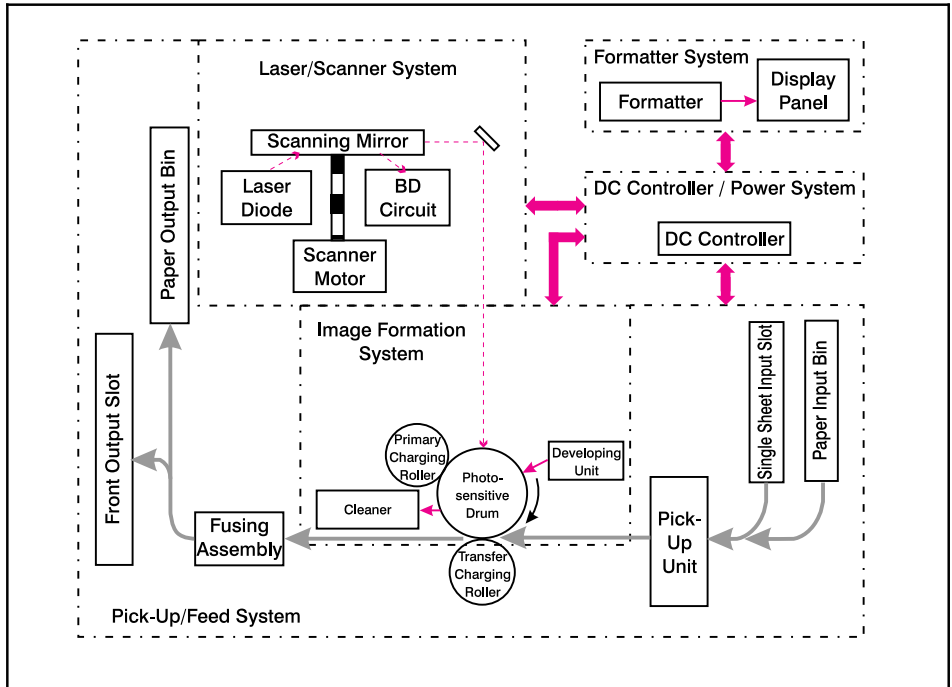 Laser/Scanner System
Scanning Mirror
Laser
Diode
BD
Circuit
Scanner
Motor
Formatter System
Formatter
Display
Panel
DC Controller / Power System
DC Controller
Paper Output Bin
Front Output Slot
Image Formation
System
Primary
Charging
Roller
Photo-
sensitive
Drum
Developing
Unit
Cleaner
Transfer
Charging
Roller
Fusing
Assembly
Pick-
Up
Unit
Single Sheet Input Slot
Paper Input Bin
Pick-Up/Feed System